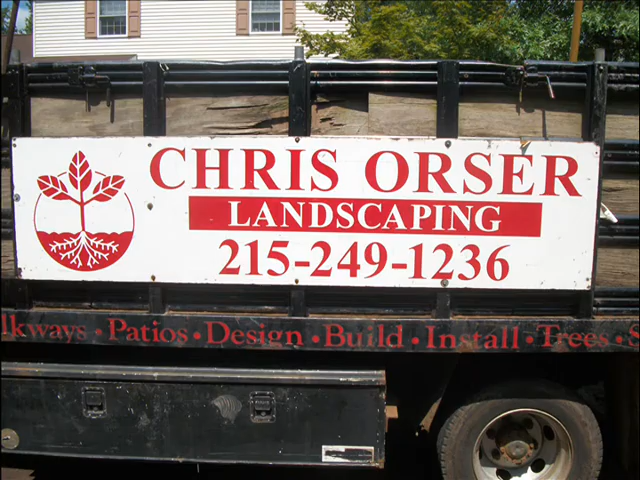 CHRIS ORSER
LANDSCAPING
215-249-1236
lkways • Patios • Design • Build • Install • Trees • S